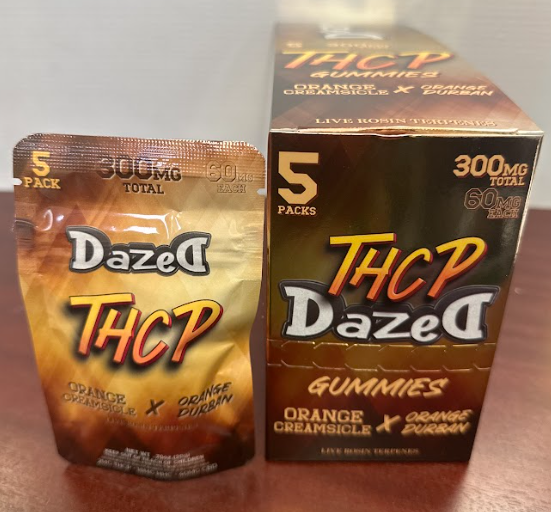 5
PACK
300MG
TOTAL
60MG
EACH
DazeD
THCP
ORANGE
CREAMSICLE
X
ORANGE
DURBAN
THCP
GUMMIES
ORANGE
CREAMSICLE
X
ORANGE
DURBAN
LIVE ROSIN TERPENES
5
PACKS
300MG
TOTAL
60MG
EACH
THCP
DazeD
GUMMIES
ORANGE
CREAMSICLE
X
ORANGE
DURBAN
LIVE ROSIN TERPENES